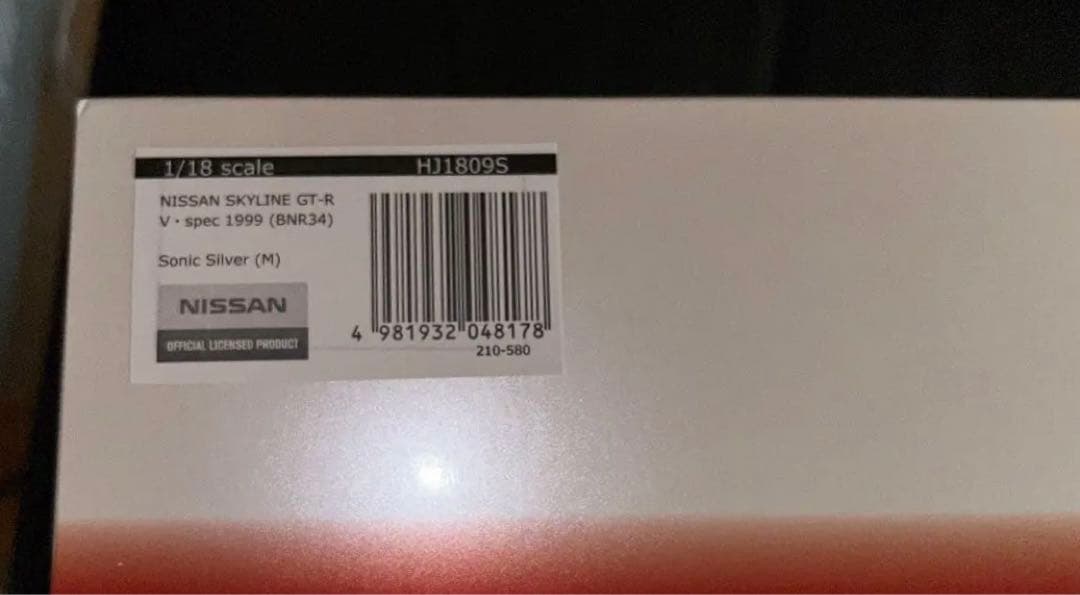 1/18 scale HJ1809S
NISSAN SKYLINE GT-R
V・spec 1999 (BNR34)
Sonic Silver (M)
NISSAN
OFFICIAL LICENSED PRODUCT
4 981932 048178
210-580